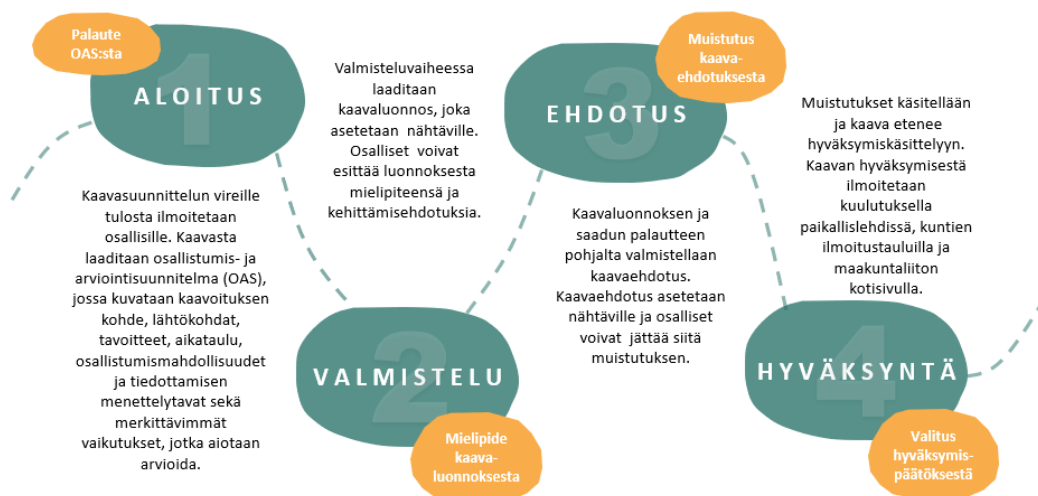 Palaute
OAS:sta
1
ALOITUS
Kaavasuunnittelun vireille
tulosta ilmoitetaan
osallisille. Kaavasta
laaditaan osallistumis- ja
arviointisuunnitelma (OAS),
jossa kuvataan kaavoituksen
kohde, lähtökohdat,
tavoitteet, aikataulu,
osallistumismahdollisuudet
ja tiedottamisen
menettelytavat sekä
merkittävimmät
vaikutukset, jotka aiotaan
arvioida.
Valmisteluvaiheessa
laaditaan
kaavaluonnos, joka
asetetaan nähtäville.
Osalliset voivat
esittää luonnoksesta
mielipiteensä ja
kehittämisehdotuksia.
2
VALMISTELU
Mielipide
kaava-
luonnoksesta
Muistutus
kaava-
ehdotuksesta
3
EHDOTUS
Kaavaluonnoksen ja
saadun palautteen
pohjalta valmistellaan
kaavaehdotus.
Kaavaehdotus asetetaan
nähtäville ja osalliset
voivat jättää siitä
muistutuksen.
Muistutukset käsitellään
ja kaava etenee
hyväksymiskäsittelyyn.
Kaavan hyväksymisestä
ilmoitetaan
kuulutuksella
paikallislehdissä, kuntien
ilmoitustauluilla ja
maakuntaliiton
kotisivulla.
4
HYVÄKSYNTÄ
Valitus
hyväksymis-
päätöksestä